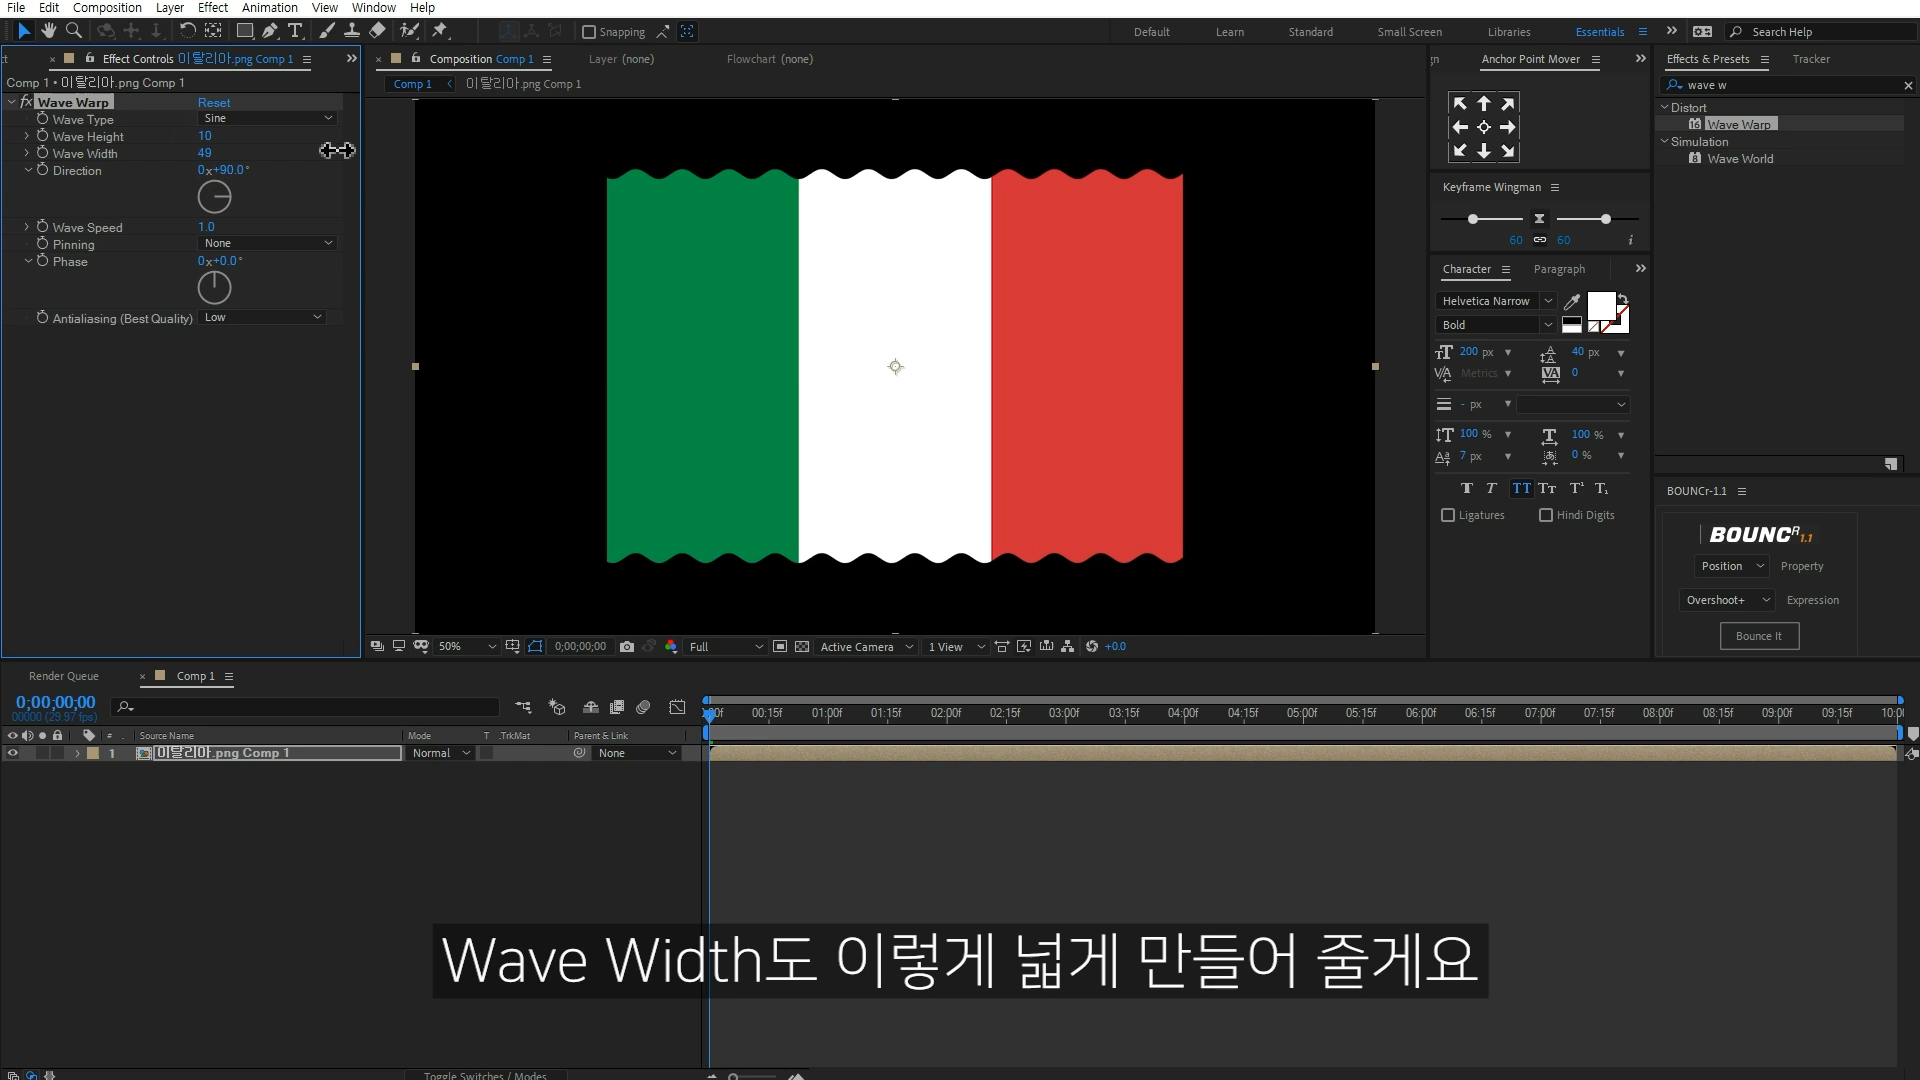 File Edit Composition Layer Effect Animation View Window Help
Snapping
Default Learn Standard Small Screen Libraries Essentials Search Help
Effect Controls 이탈리아.png Comp 1
Comp 1 • 이탈리아.png Comp 1
fx Wave Warp Reset
Wave Type Sine
Wave Height 10
Wave Width 49
Direction 0x+90.0°
Wave Speed 1.0
Pinning None
Phase 0x+0.0°
Antialiasing (Best Quality) Low
Composition Comp 1 Layer (none) Flowchart (none)
Comp 1 이탈리아.png Comp 1
50% 0;00;00;00 Full Active Camera 1 View +0.0
Anchor Point Mover
Keyframe Wingman
60 60 i
Character Paragraph
Helvetica Narrow
Bold
200 px 40 px
Metrics 0
- px
100 % 100 %
7 px 0 %
Ligatures Hindi Digits
Effects & Presets Tracker
wave w
Distort
Wave Warp
Simulation
Wave World
BOUNCr-1.1
BOUNCR 1.1
Position Property
Overshoot+ Expression
Bounce It
Render Queue Comp 1
0;00;00;00
00000 (29.97 fps)
00:15f 01:00f 01:15f 02:00f 02:15f 03:00f 03:15f 04:00f 04:15f 05:00f 05:15f 06:00f 06:15f 07:00f 07:15f 08:00f 08:15f 09:00f 09:15f
# Source Name Mode T .TrkMat Parent & Link
1 이탈리아.png Comp 1 Normal None
Wave Width도 이렇게 넓게 만들어 줄게요
Toggle Switches / Modes